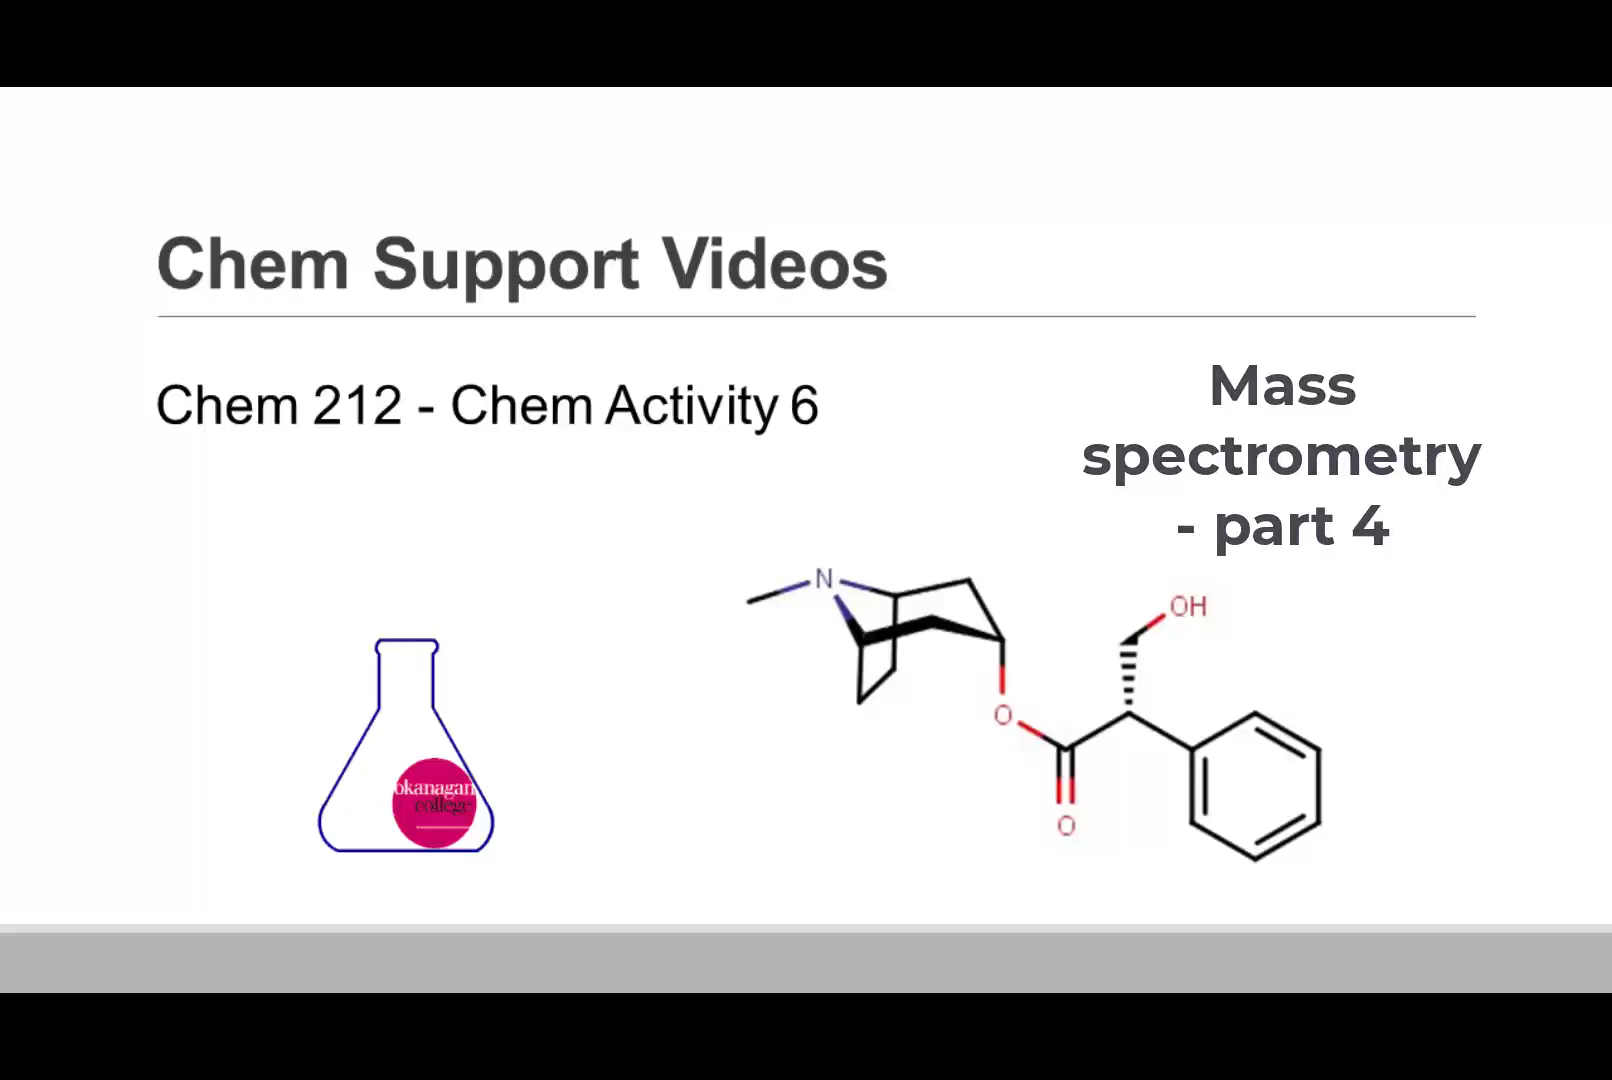 Chem Support Videos
Chem 212 - Chem Activity 6
Mass
spectrometry
- part 4
N
OH
O
O
okanagan
college